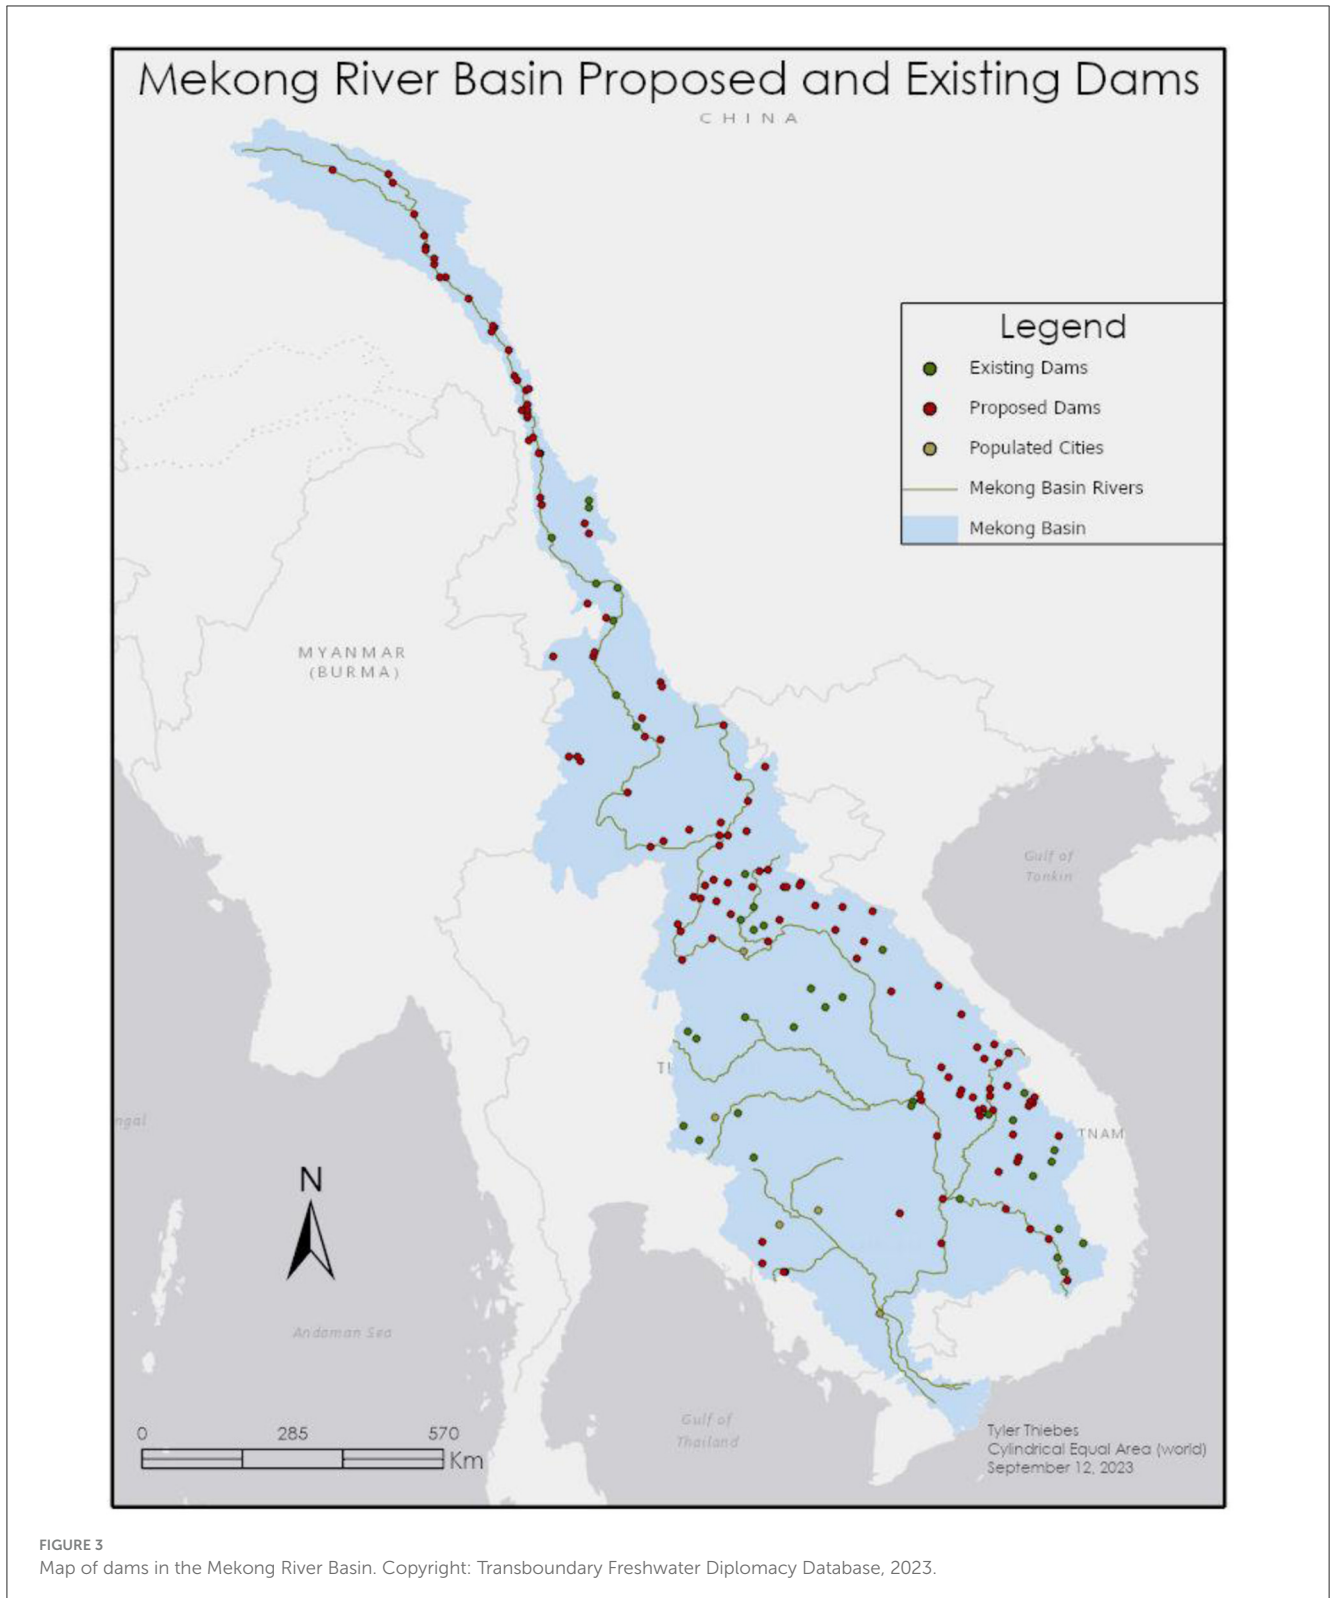 Mekong River Basin Proposed and Existing Dams
CHINA
Legend
Existing Dams
Proposed Dams
Populated Cities
Mekong Basin Rivers
Mekong Basin
MYANMAR
(BURMA)
Gulf of
Tonkin
TH
ngal
TNAM
N
Andaman Sea
0 285 570
Km
Gulf of
Thailand
Tyler Thiebes
Cylindrical Equal Area (world)
September 12, 2023
FIGURE 3
Map of dams in the Mekong River Basin. Copyright: Transboundary Freshwater Diplomacy Database, 2023.